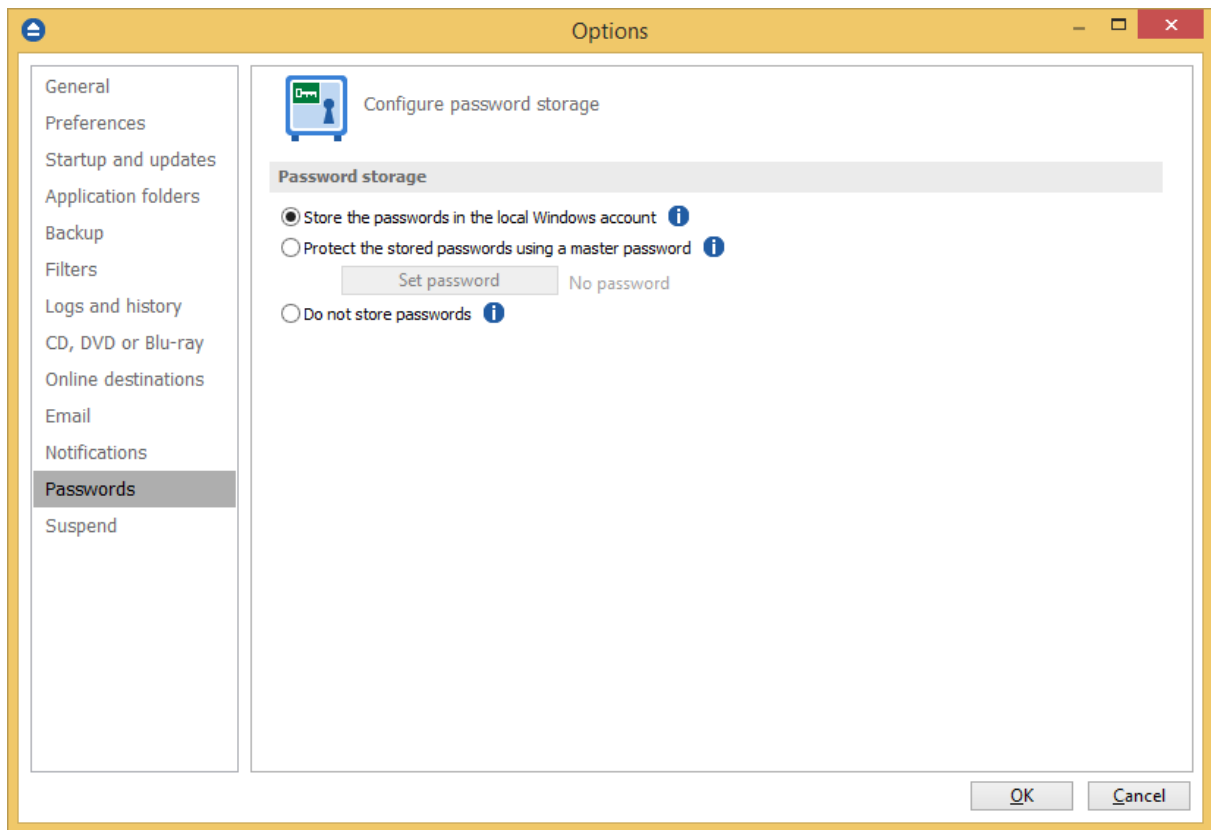 Options
General
Preferences
Startup and updates
Application folders
Backup
Filters
Logs and history
CD, DVD or Blu-ray
Online destinations
Email
Notifications
Passwords
Suspend
Configure password storage
Password storage
Store the passwords in the local Windows account
Protect the stored passwords using a master password
Set password No password
Do not store passwords
OK Cancel